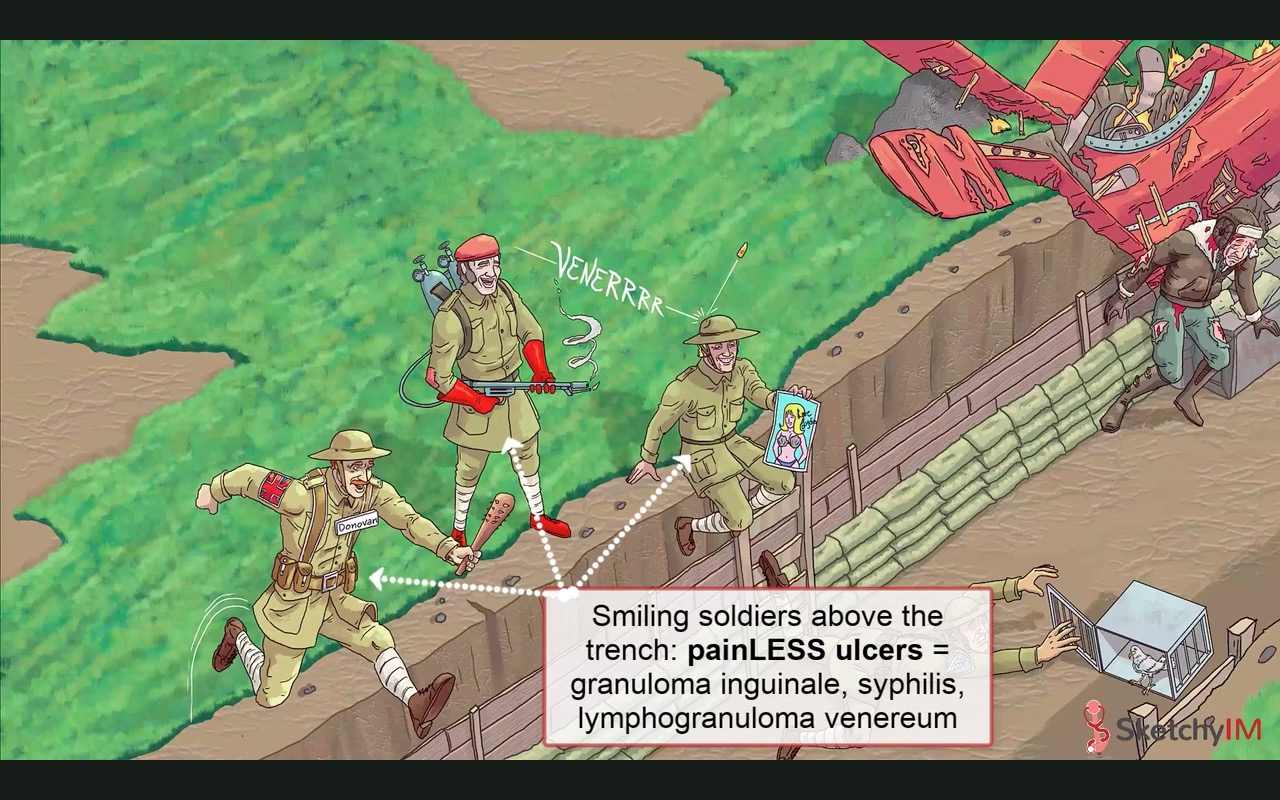 VENERRRR
Donovan
Smiling soldiers above the
trench: painLESS ulcers =
granuloma inguinale, syphilis,
lymphogranuloma venereum
SketchyIM